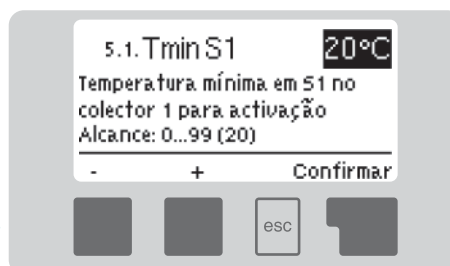 5.1. Tmin S1 20°C
Temperatura mínima em S1 no
colector 1 para activação
Alcance: 0...99 (20)
- + Confirmar
esc